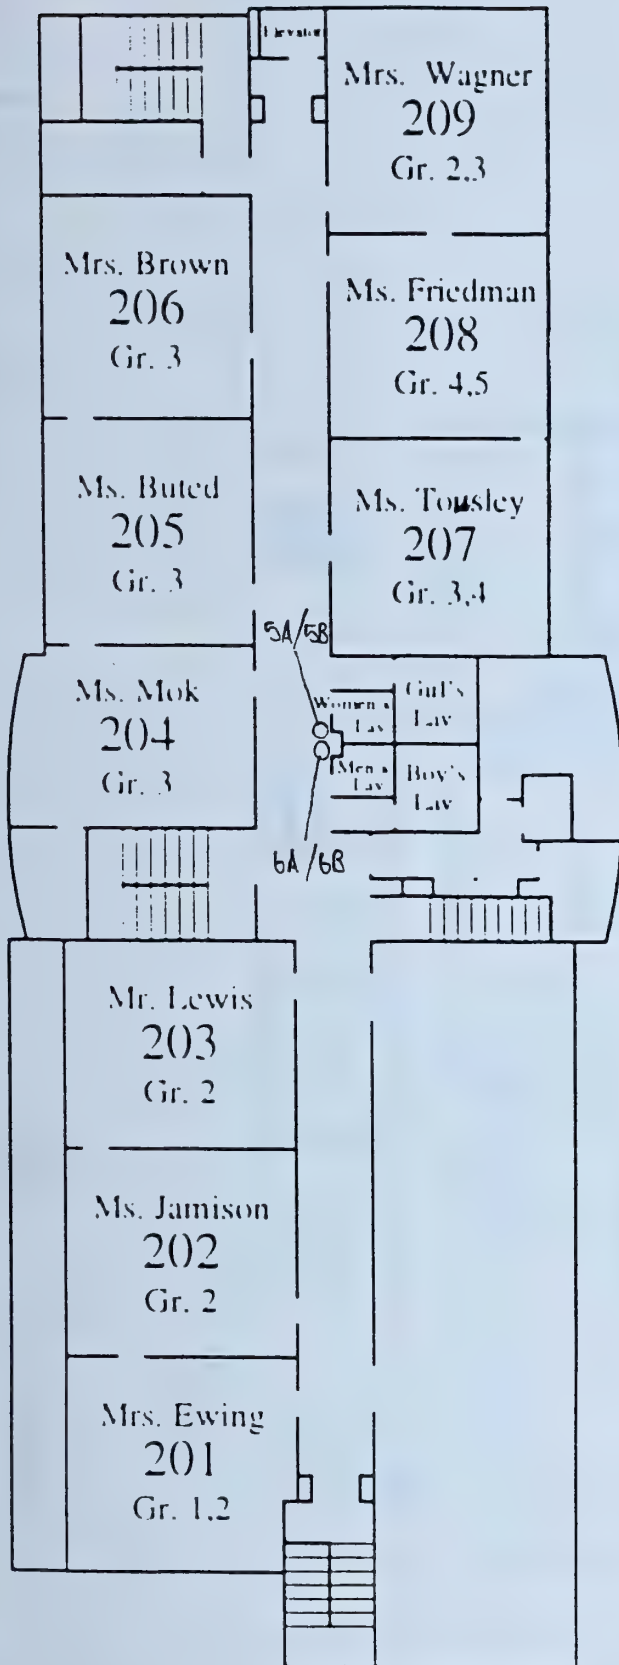 Elevator
Mrs. Wagner
209
Gr. 2,3
Mrs. Brown
206
Gr. 3
Ms. Friedman
208
Gr. 4,5
Ms. Buted
205
Gr. 3
Ms. Tousley
207
Gr. 3,4
5A/5B
Ms. Mok
204
Gr. 3
Women's
Lav
Girl's
Lav
Men's
Lav
Boy's
Lav
6A/6B
Mr. Lewis
203
Gr. 2
Ms. Jamison
202
Gr. 2
Mrs. Ewing
201
Gr. 1,2